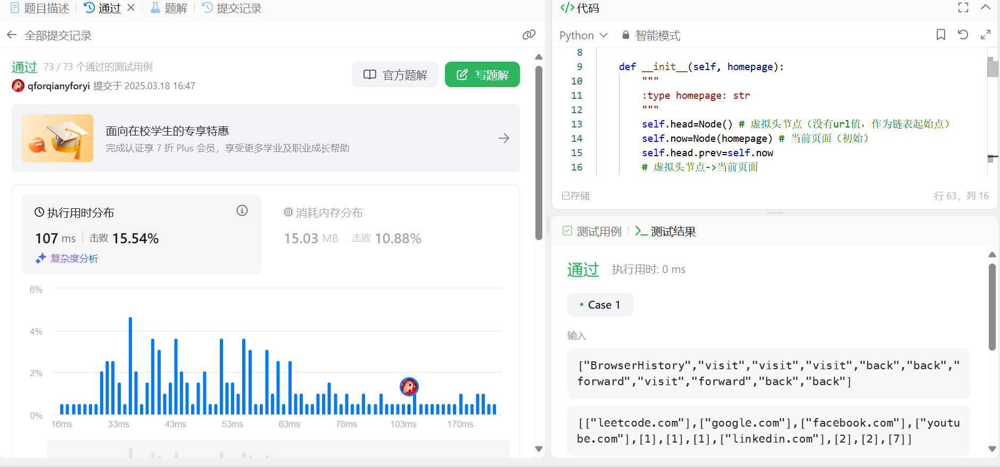 题目描述
通过
题解
提交记录
全部提交记录
通过 73 / 73 个通过的测试用例
qforqianyforyi 提交于 2025.03.18 16:47
官方题解
写题解
面向在校学生的专享特惠
完成认证享 7 折 Plus 会员，享受更多学业及职业成长帮助
执行用时分布
107 ms 击败 15.54%
复杂度分析
消耗内存分布
15.03 MB 击败 10.88%
6%
4%
2%
0%
16ms 33ms 43ms 53ms 63ms 78ms 103ms 170ms
</>代码
Python 智能模式
8
9 def __init__(self, homepage):
10 """
11 :type homepage: str
12 """
13 self.head=Node() # 虚拟头节点（没有url值，作为链表起始点）
14 self.now=Node(homepage) # 当前页面（初始）
15 self.head.prev=self.now
16 # 虚拟头节点->当前页面
已存储
行 63，列 16
测试用例
测试结果
通过 执行用时: 0 ms
Case 1
输入
["BrowserHistory","visit","visit","visit","back","back","
forward","visit","forward","back","back"]
[["leetcode.com"],["google.com"],["facebook.com"],["youtu
be.com"],[1],[1],[1],["linkedin.com"],[2],[2],[7]]